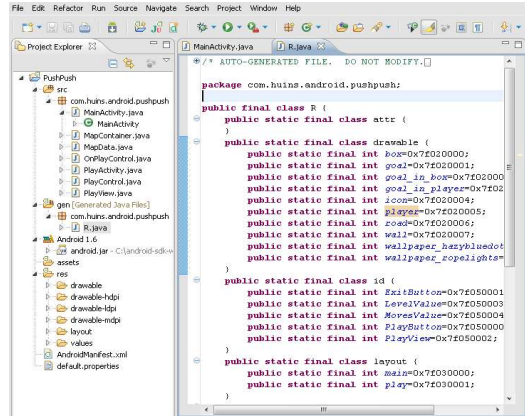 File Edit Refactor Run Source Navigate Search Project Window Help
Project Explorer
PushPush
src
com.huins.android.pushpush
MainActivity.java
MainActivity
MapContainer.java
MapData.java
OnPlayControl.java
PlayActivity.java
PlayControl.java
PlayView.java
gen [Generated Java Files]
com.huins.android.pushpush
R.java
Android 1.6
android.jar - C:\android-sdk-w
assets
res
drawable
drawable-hdpi
drawable-ldpi
drawable-mdpi
layout
values
AndroidManifest.xml
default.properties
MainActivity.java R.java
/* AUTO-GENERATED FILE. DO NOT MODIFY.
package com.huins.android.pushpush;
public final class R {
public static final class attr {
}
public static final class drawable {
public static final int box=0x7f020000;
public static final int goal=0x7f020001;
public static final int goal_in_box=0x7f02000
public static final int goal_in_player=0x7f02
public static final int icon=0x7f020004;
public static final int player=0x7f020005;
public static final int road=0x7f020006;
public static final int wall=0x7f020007;
public static final int wallpaper_hazybluedot
public static final int wallpaper_ropelights=
}
public static final class id {
public static final int ExitButton=0x7f050001
public static final int LevelValue=0x7f050003
public static final int MovesValue=0x7f050004
public static final int PlayButton=0x7f050000
public static final int PlayView=0x7f050002;
}
public static final class layout {
public static final int main=0x7f030000;
public static final int play=0x7f030001;
}